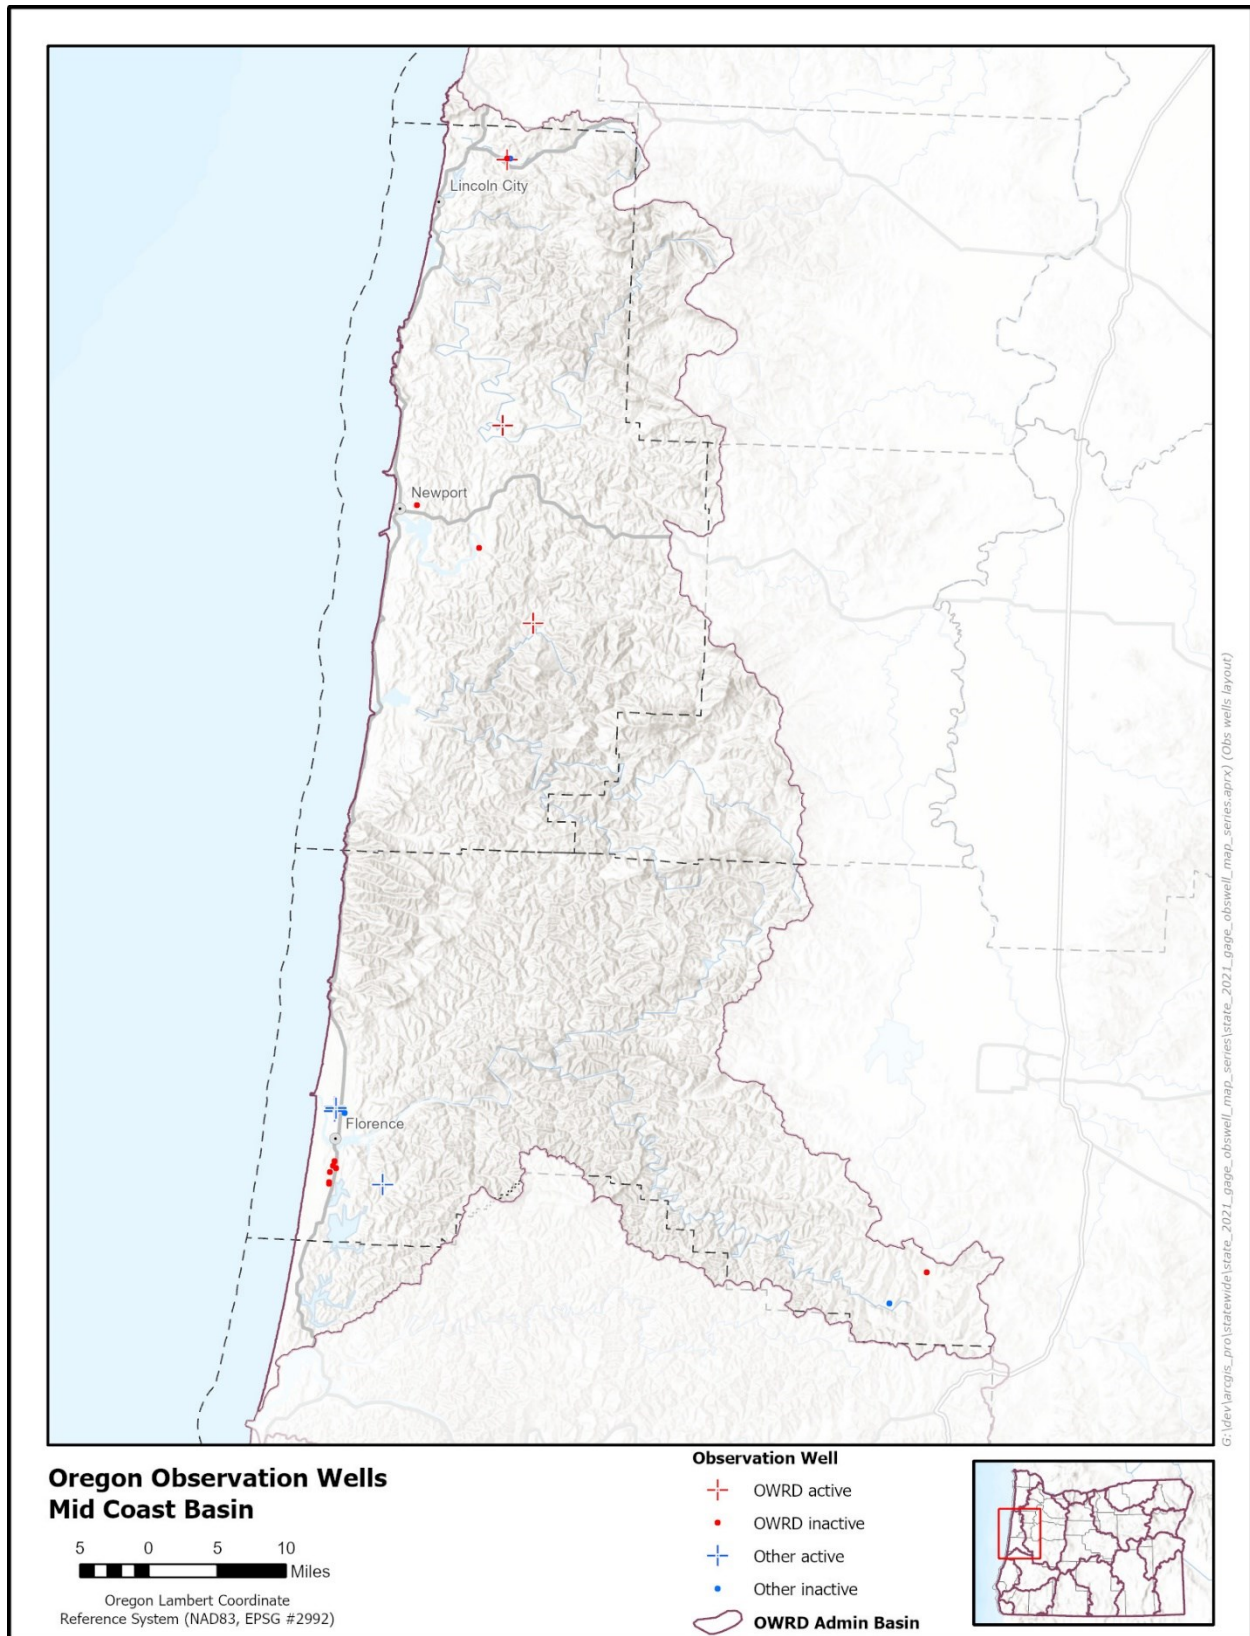 Lincoln City
Newport
Florence
G:\dev\arcgis_pro\statewide\state_2021_gage_obswell_map_series\state_2021_gage_obswell_map_series.aprx) (Obs wells layout)
Oregon Observation Wells
Mid Coast Basin
5 0 5 10
Miles
Oregon Lambert Coordinate
Reference System (NAD83, EPSG #2992)
Observation Well
OWRD active
OWRD inactive
Other active
Other inactive
OWRD Admin Basin